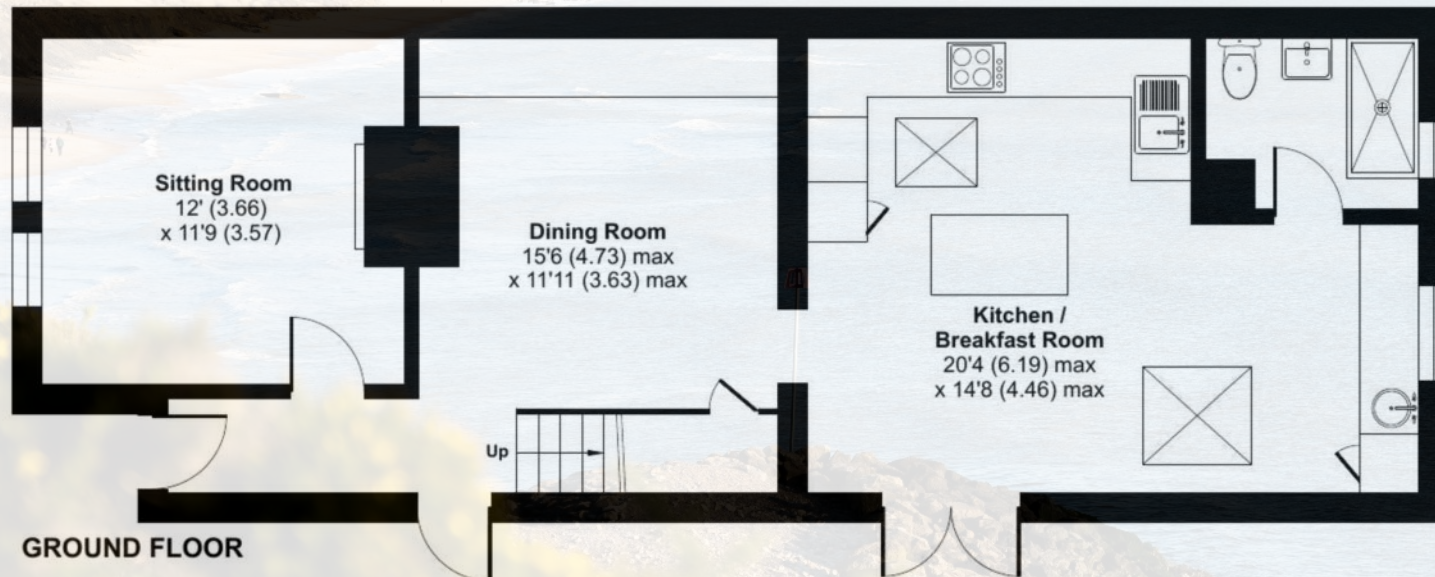 Sitting Room
12' (3.66)
x 11'9 (3.57)
Dining Room
15'6 (4.73) max
x 11'11 (3.63) max
Kitchen /
Breakfast Room
20'4 (6.19) max
x 14'8 (4.46) max
Up
GROUND FLOOR